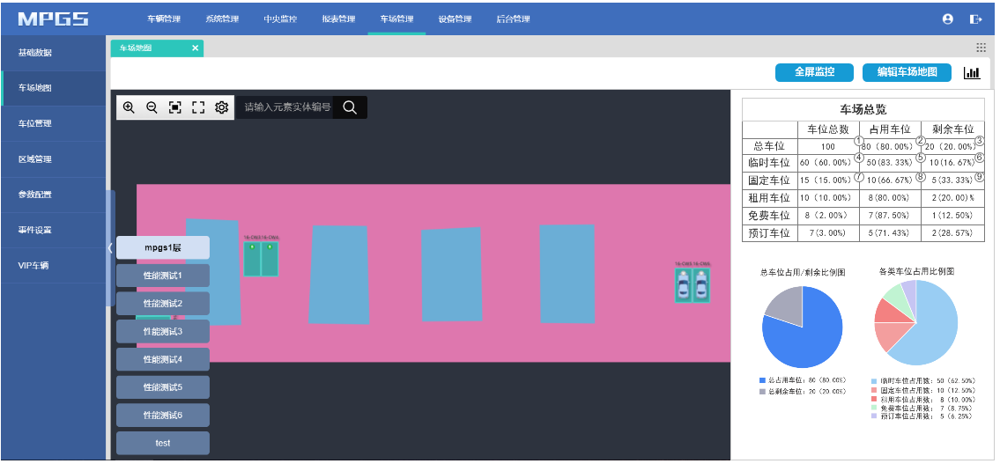 MPGS
车辆管理 系统管理 中央监控 报表管理 车场管理 设备管理 后台管理
基础数据
车场地图
车位管理
区域管理
参数配置
事件设置
VIP车辆
车场地图 ×
全屏监控 编辑车场地图
请输入元素实体编号
mpgs1层
性能测试1
性能测试2
性能测试3
性能测试4
性能测试5
性能测试6
test
车场总览
车位总数 占用车位 剩余车位
总车位 100 ① 80 (80.00%) ② 20 (20.00%) ③
临时车位 60 (60.00%) ④ 50(83.33%) ⑤ 10(16.67%) ⑥
固定车位 15 (15.00%) ⑦ 10(66.67%) ⑧ 5(33.33%) ⑨
租用车位 10 (10.00%) 8(80.00%) 2(20.00)%
免费车位 8 (2.00%) 7(87.50%) 1(12.50%)
预订车位 7(3.00%) 5(71.43%) 2(28.57%)
总车位占用/剩余比例图
总占用车位: 80 (80.00%)
总剩余车位: 20 (20.00%)
各类车位占用比例图
临时车位占用数: 50 (62.50%)
固定车位占用数: 10 (12.50%)
租用车位占用数: 8 (10.00%)
免费车位占用数: 7 (8.75%)
预订车位占用数: 5 (6.25%)